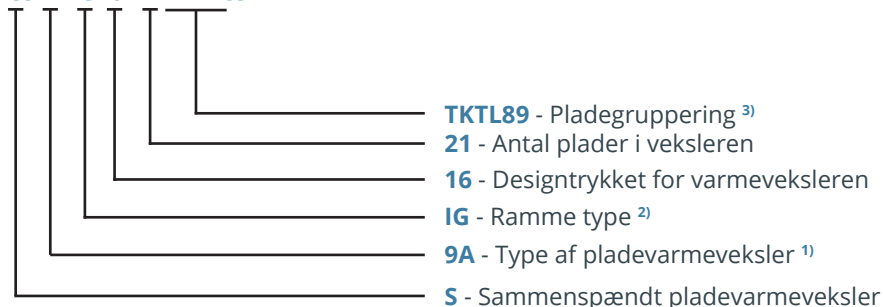 TKTL89 - Pladegruppering 3)
21 - Antal plader i veksleren
16 - Designtrykket for varmeveksleren
IG - Ramme type 2)
9A - Type af pladevarmeveksler 1)
S - Sammenspændt pladevarmeveksler